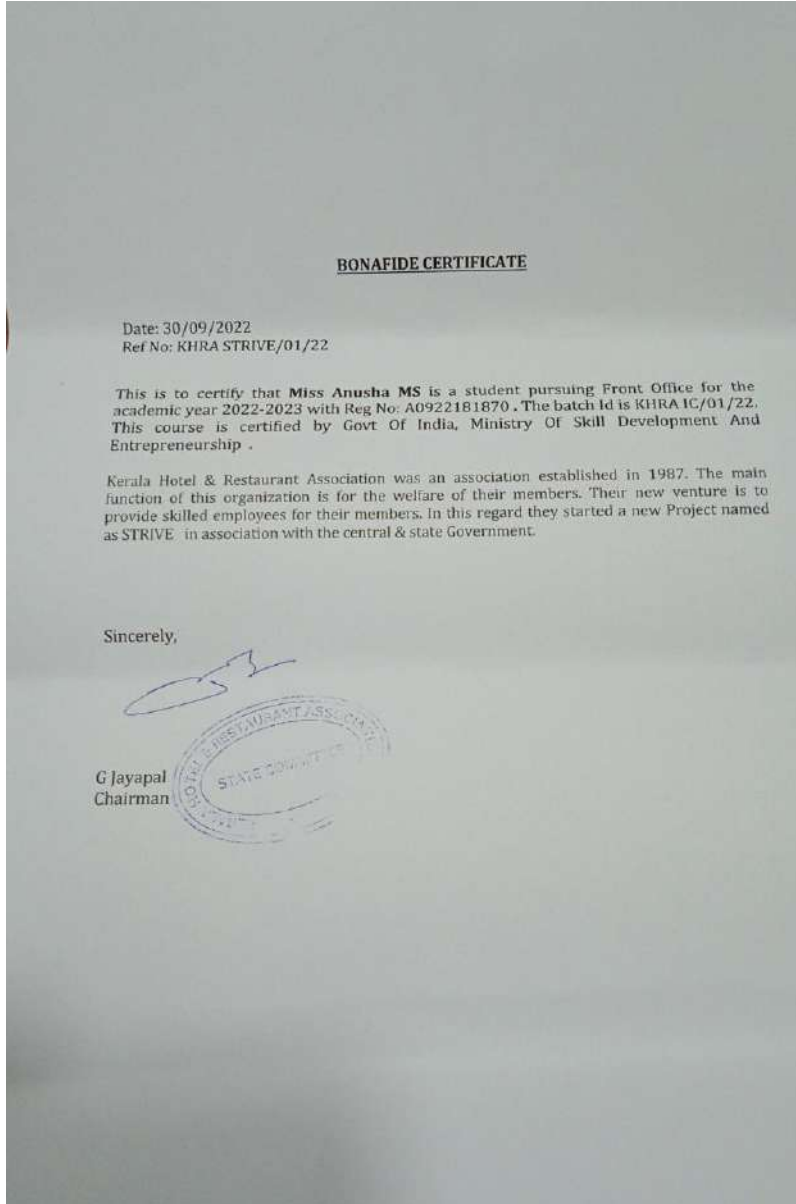 BONAFIDE CERTIFICATE
Date: 30/09/2022
Ref No: KHRA STRIVE/01/22
This is to certify that Miss Anusha MS is a student pursuing Front Office for the
academic year 2022-2023 with Reg No: A0922181870 . The batch Id is KHRA IC/01/22.
This course is certified by Govt Of India, Ministry Of Skill Development And
Entrepreneurship .
Kerala Hotel & Restaurant Association was an association established in 1987. The main
function of this organization is for the welfare of their members. Their new venture is to
provide skilled employees for their members. In this regard they started a new Project named
as STRIVE in association with the central & state Government.
Sincerely,
HOTEL & RESTAURANT
STATE
G Jayapal
Chairman